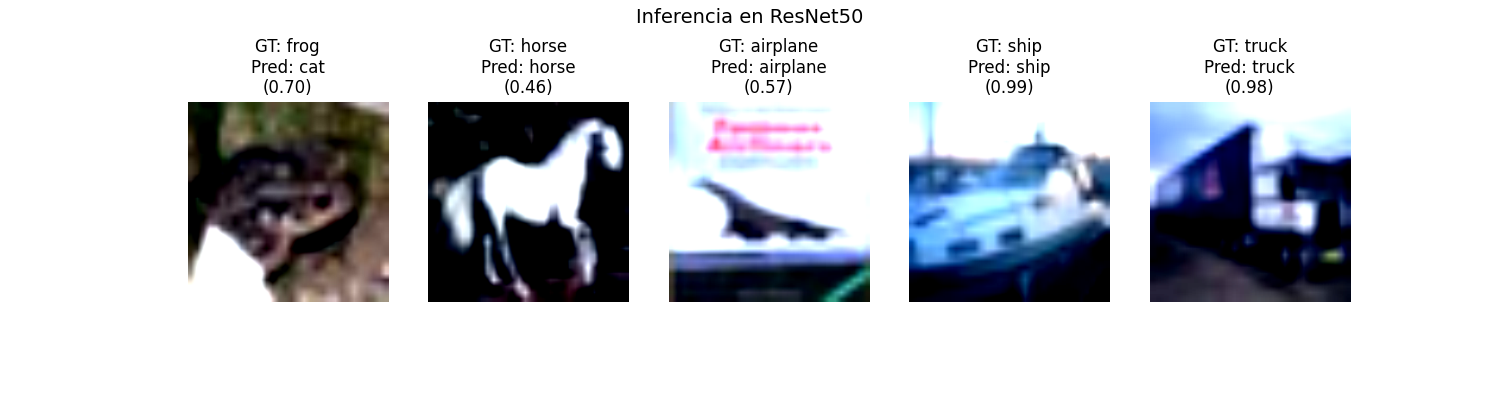 Inferencia en ResNet50
GT: frog
Pred: cat
(0.70)
GT: horse
Pred: horse
(0.46)
GT: airplane
Pred: airplane
(0.57)
GT: ship
Pred: ship
(0.99)
GT: truck
Pred: truck
(0.98)